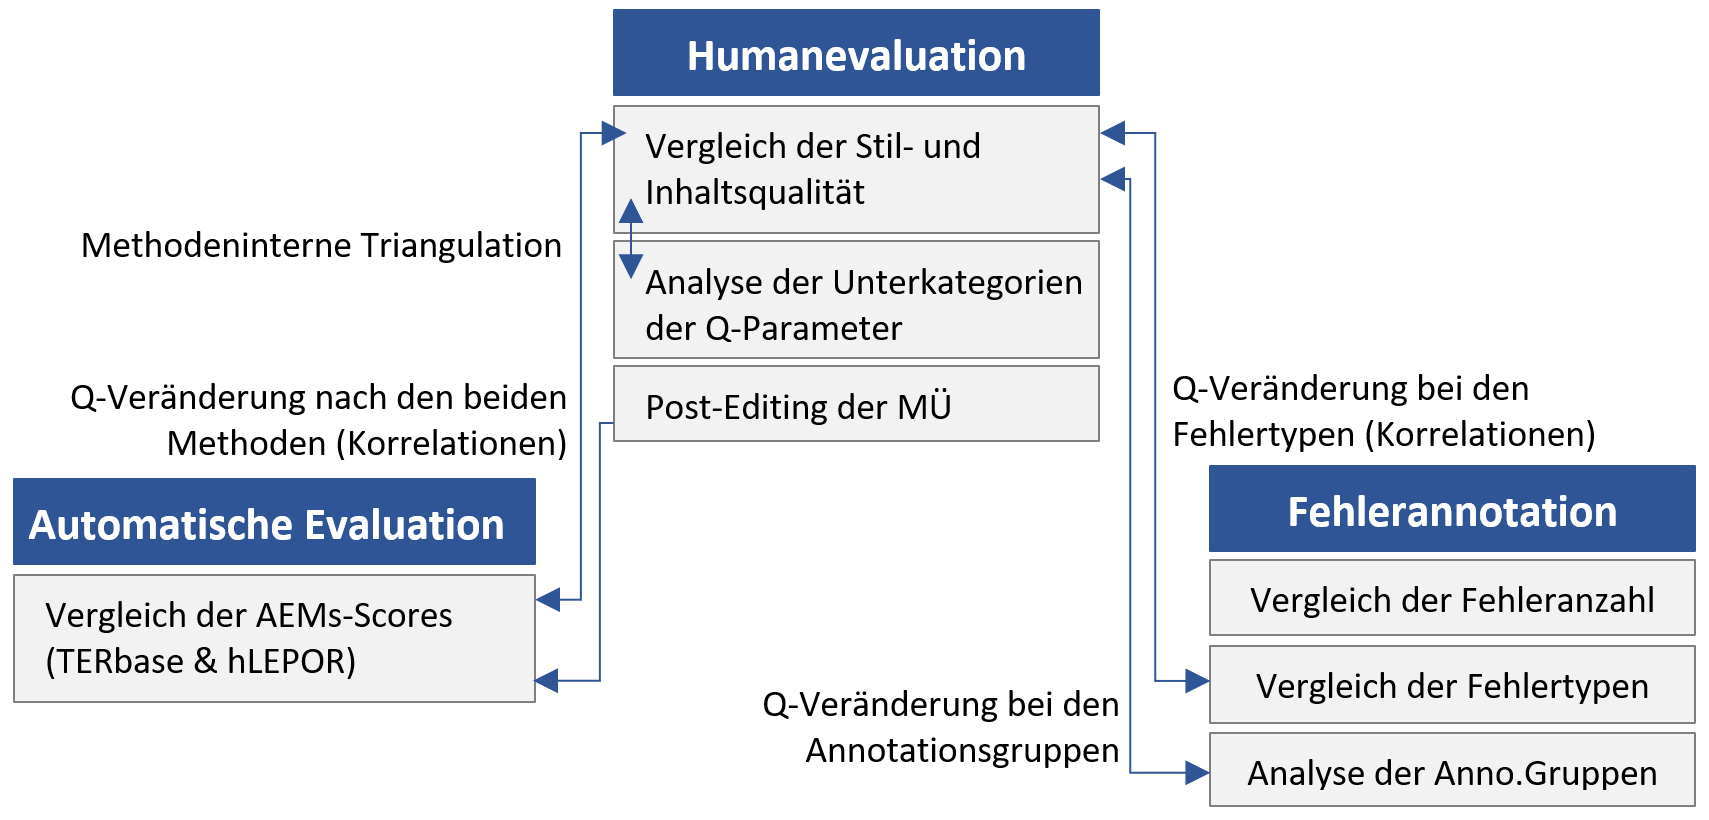 Humanevaluation
Vergleich der Stil- und
Inhaltsqualität
Methodeninterne Triangulation
Analyse der Unterkategorien
der Q-Parameter
Q-Veränderung nach den beiden
Methoden (Korrelationen)
Post-Editing der MÜ
Q-Veränderung bei den
Fehlertypen (Korrelationen)
Automatische Evaluation
Vergleich der AEMs-Scores
(TERbase & hLEPOR)
Fehlerannotation
Vergleich der Fehleranzahl
Vergleich der Fehlertypen
Q-Veränderung bei den
Annotationsgruppen
Analyse der Anno.Gruppen